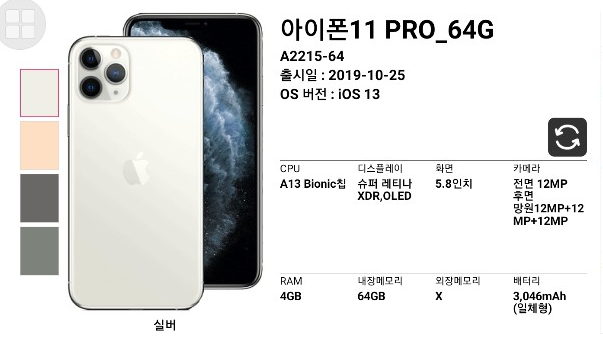 아이폰11 PRO_64G
A2215-64
출시일 : 2019-10-25
OS 버전 : iOS 13
CPU
A13 Bionic칩
디스플레이
슈퍼 레티나
XDR,OLED
화면
5.8인치
카메라
전면 12MP
후면
망원12MP+12
MP+12MP
RAM
4GB
내장메모리
64GB
외장메모리
X
배터리
3,046mAh
(일체형)
실버